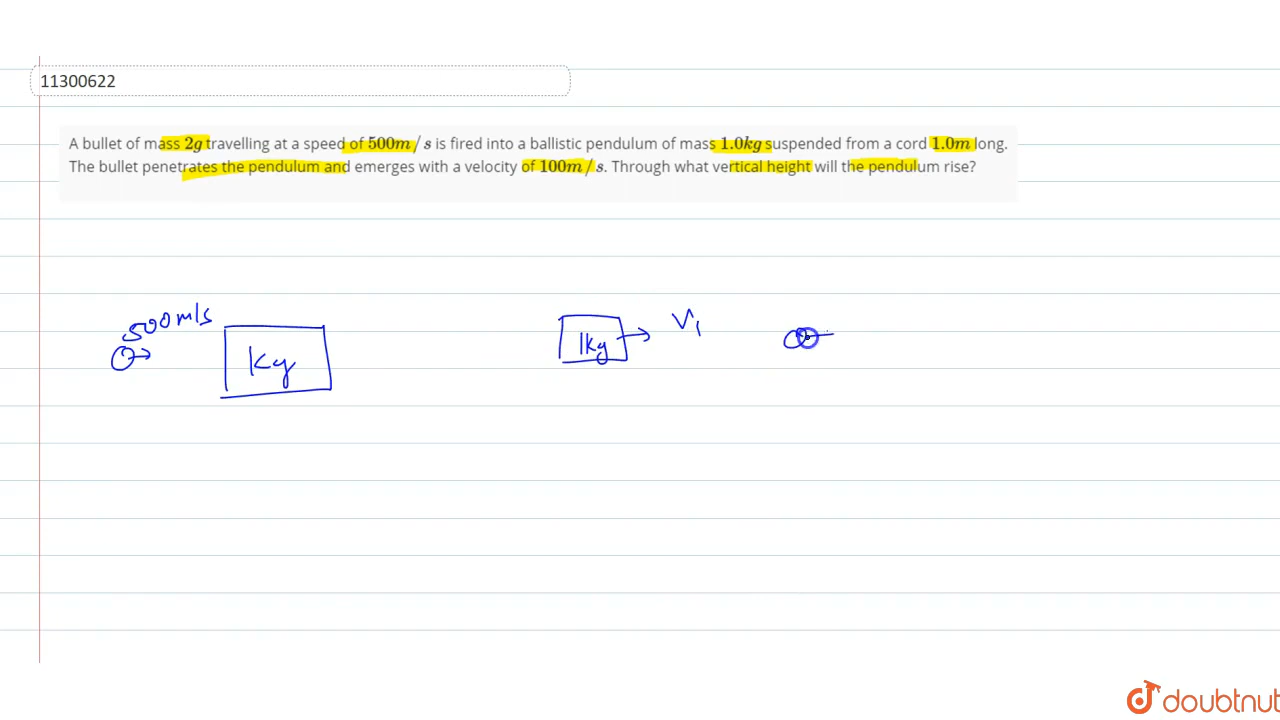 11300622
A bullet of mass 2g travelling at a speed of 500m/s is fired into a ballistic pendulum of mass 1.0kg suspended from a cord 1.0m long.
The bullet penetrates the pendulum and emerges with a velocity of 100m/s. Through what vertical height will the pendulum rise?
500 m/s
Kg
1kg
V1
doubtnut